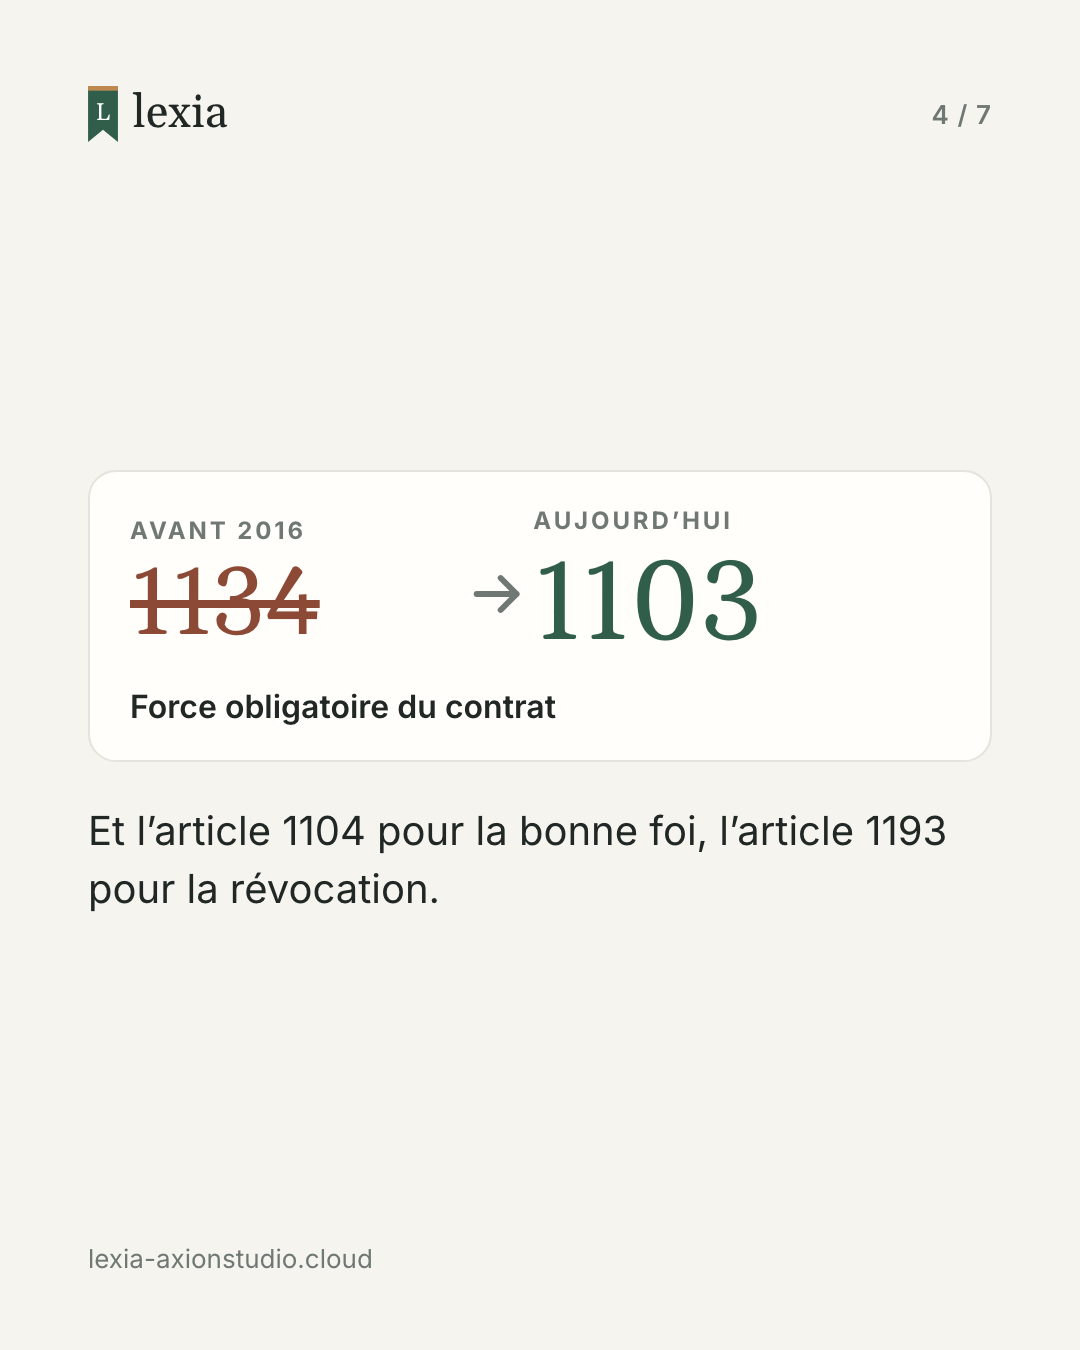 L lexia
4 / 7
AVANT 2016
1134
→
AUJOURD’HUI
1103
Force obligatoire du contrat
Et l’article 1104 pour la bonne foi, l’article 1193
pour la révocation.
lexia-axionstudio.cloud